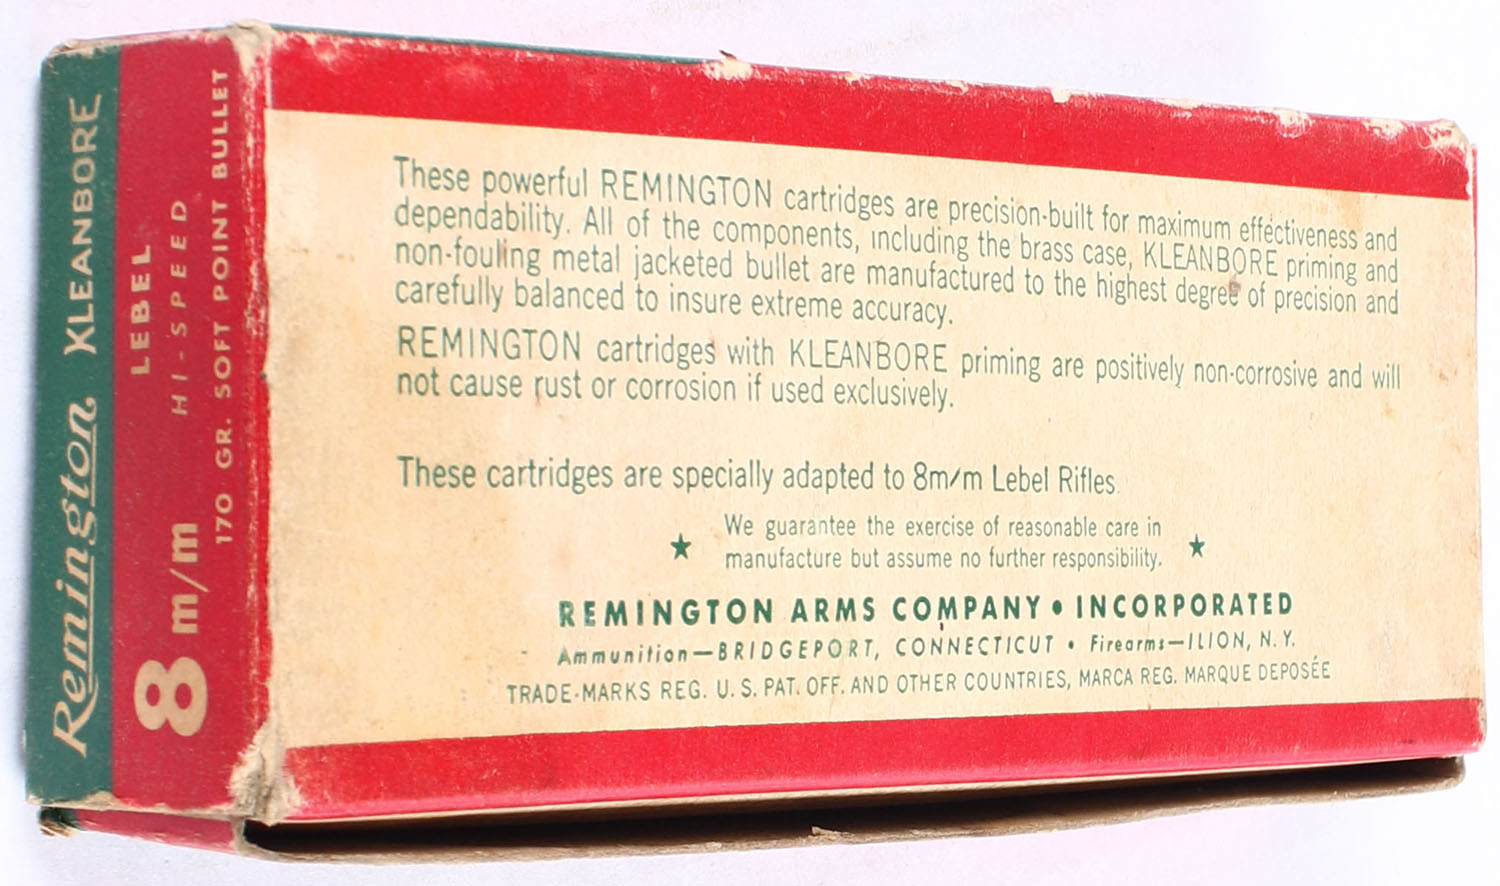 Remington KLEANBORE
8 m/m LEBEL
HI-SPEED
170 GR. SOFT POINT BULLET
These powerful REMINGTON cartridges are precision-built for maximum effectiveness and
dependability. All of the components, including the brass case, KLEANBORE priming and
non-fouling metal jacketed bullet are manufactured to the highest degree of precision and
carefully balanced to insure extreme accuracy.
REMINGTON cartridges with KLEANBORE priming are positively non-corrosive and will
not cause rust or corrosion if used exclusively.
These cartridges are specially adapted to 8m/m Lebel Rifles.
We guarantee the exercise of reasonable care in
★ manufacture but assume no further responsibility. ★
REMINGTON ARMS COMPANY • INCORPORATED
Ammunition—BRIDGEPORT, CONNECTICUT • Firearms—ILION, N. Y.
TRADE-MARKS REG. U. S. PAT. OFF. AND OTHER COUNTRIES, MARCA REG. MARQUE DEPOSÉE